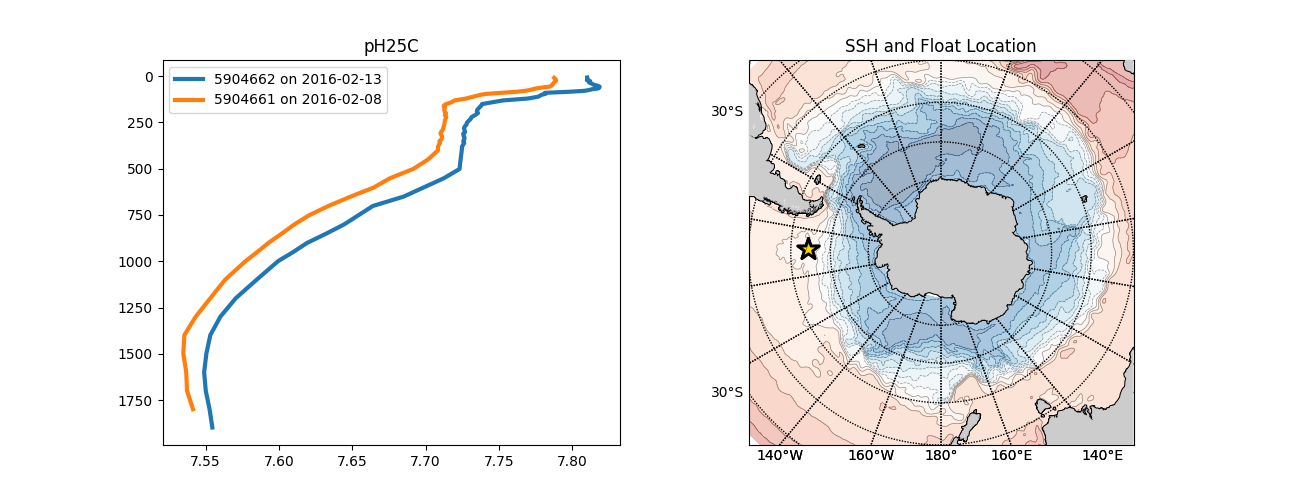 pH25C
5904662 on 2016-02-13
5904661 on 2016-02-08
0
250
500
750
1000
1250
1500
1750
7.55 7.60 7.65 7.70 7.75 7.80
SSH and Float Location
30°S
30°S
140°W 160°W 180° 160°E 140°E